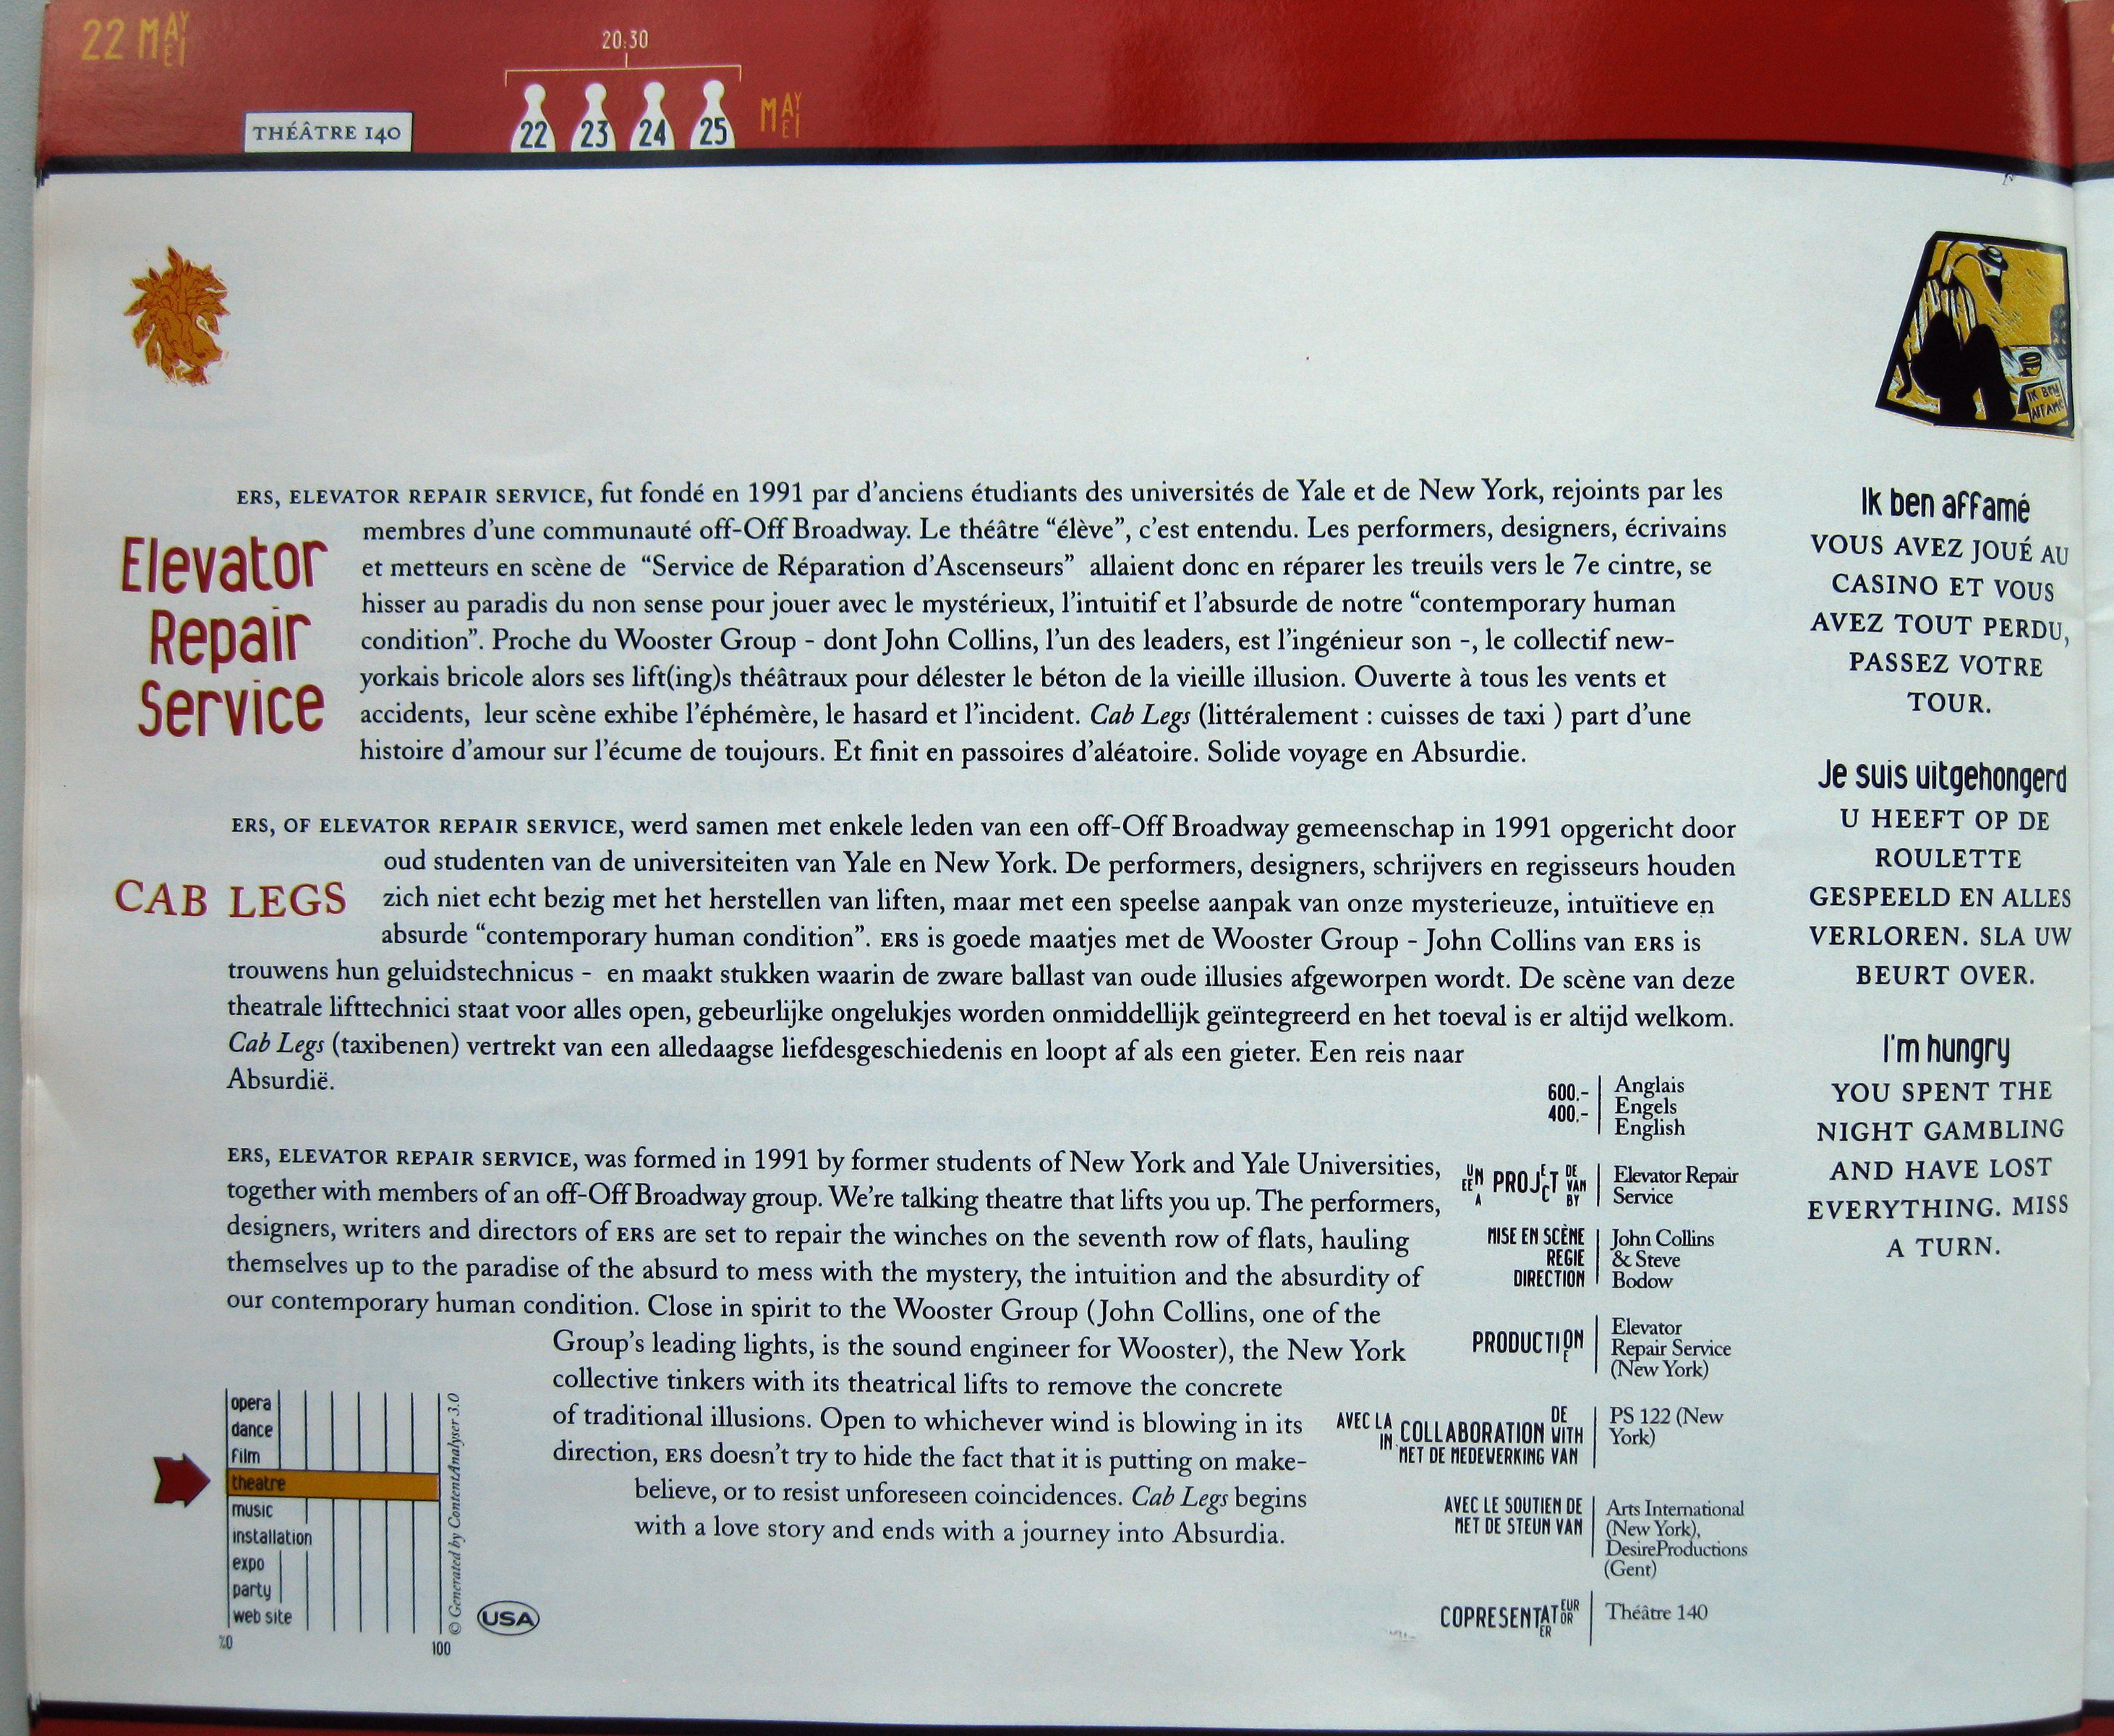 22 MAY
MEI
20:30
THÉÂTRE 140
22 23 24 25 MAY
MEI
IK BEN
AFFAMÉ
Elevator
Repair
Service
ERS, ELEVATOR REPAIR SERVICE, fut fondé en 1991 par d'anciens étudiants des universités de Yale et de New York, rejoints par les
membres d'une communauté off-Off Broadway. Le théâtre “élève”, c'est entendu. Les performers, designers, écrivains
et metteurs en scène de “Service de Réparation d'Ascenseurs” allaient donc en réparer les treuils vers le 7e cintre, se
hisser au paradis du non sense pour jouer avec le mystérieux, l'intuitif et l'absurde de notre “contemporary human
condition”. Proche du Wooster Group - dont John Collins, l'un des leaders, est l'ingénieur son -, le collectif new-
yorkais bricole alors ses lift(ing)s théâtraux pour délester le béton de la vieille illusion. Ouverte à tous les vents et
accidents, leur scène exhibe l'éphémère, le hasard et l'incident. Cab Legs (littéralement : cuisses de taxi ) part d'une
histoire d'amour sur l'écume de toujours. Et finit en passoires d'aléatoire. Solide voyage en Absurdie.
CAB LEGS
ERS, OF ELEVATOR REPAIR SERVICE, werd samen met enkele leden van een off-Off Broadway gemeenschap in 1991 opgericht door
oud studenten van de universiteiten van Yale en New York. De performers, designers, schrijvers en regisseurs houden
zich niet echt bezig met het herstellen van liften, maar met een speelse aanpak van onze mysterieuze, intuïtieve en
absurde “contemporary human condition”. ERS is goede maatjes met de Wooster Group - John Collins van ERS is
trouwens hun geluidstechnicus - en maakt stukken waarin de zware ballast van oude illusies afgeworpen wordt. De scène van deze
theatrale lifttechnici staat voor alles open, gebeurlijke ongelukjes worden onmiddellijk geïntegreerd en het toeval is er altijd welkom.
Cab Legs (taxibenen) vertrekt van een alledaagse liefdesgeschiedenis en loopt af als een gieter. Een reis naar
Absurdië.
ERS, ELEVATOR REPAIR SERVICE, was formed in 1991 by former students of New York and Yale Universities,
together with members of an off-Off Broadway group. We're talking theatre that lifts you up. The performers,
designers, writers and directors of ERS are set to repair the winches on the seventh row of flats, hauling
themselves up to the paradise of the absurd to mess with the mystery, the intuition and the absurdity of
our contemporary human condition. Close in spirit to the Wooster Group (John Collins, one of the
Group's leading lights, is the sound engineer for Wooster), the New York
collective tinkers with its theatrical lifts to remove the concrete
of traditional illusions. Open to whichever wind is blowing in its
direction, ERS doesn't try to hide the fact that it is putting on make-
believe, or to resist unforeseen coincidences. Cab Legs begins
with a love story and ends with a journey into Absurdia.
opera
dance
film
theatre
music
installation
expo
party
web site
%0 100
© Generated by ContentAnalyser 3.0
USA
600.- Anglais
400.- Engels
English
UN EEN A PROJECT DE VAN BY Elevator Repair
Service
MISE EN SCÈNE John Collins
REGIE & Steve
DIRECTION Bodow
PRODUCTION Elevator
E Repair Service
(New York)
AVEC LA IN COLLABORATION DE WITH PS 122 (New
MET DE MEDEWERKING VAN York)
AVEC LE SOUTIEN DE Arts International
MET DE STEUN VAN (New York),
DesireProductions
(Gent)
COPRESENTATEUR OR ER Théâtre 140
Ik ben affamé
VOUS AVEZ JOUÉ AU
CASINO ET VOUS
AVEZ TOUT PERDU,
PASSEZ VOTRE
TOUR.
Je suis uitgehongerd
U HEEFT OP DE
ROULETTE
GESPEELD EN ALLES
VERLOREN. SLA UW
BEURT OVER.
I'm hungry
YOU SPENT THE
NIGHT GAMBLING
AND HAVE LOST
EVERYTHING. MISS
A TURN.